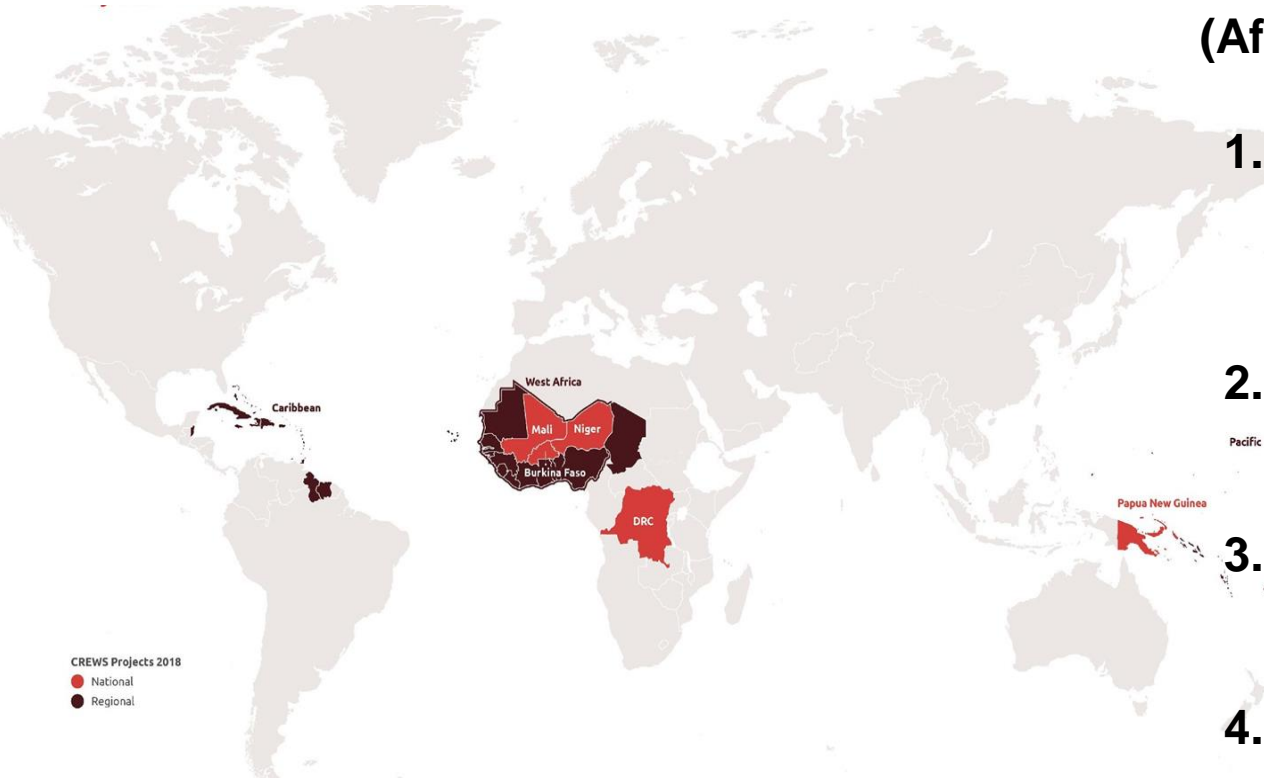 (Af
1.
West Africa
2.
Caribbean
Mali
Niger
Pacific
Burkina Faso
Papua New Guinea
DRC
3.
CREWS Projects 2018
National
Regional
4.